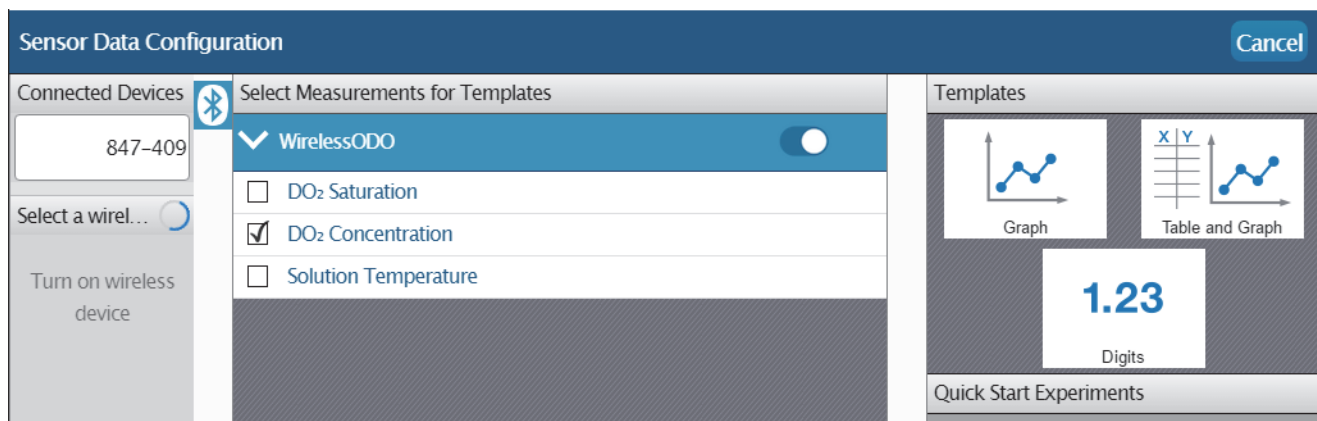 Sensor Data Configuration
Cancel
Connected Devices
847-409
Select a wirel...
Turn on wireless
device
Select Measurements for Templates
WirelessODO
DO₂ Saturation
DO₂ Concentration
Solution Temperature
Templates
Graph
X Y
Table and Graph
1.23
Digits
Quick Start Experiments